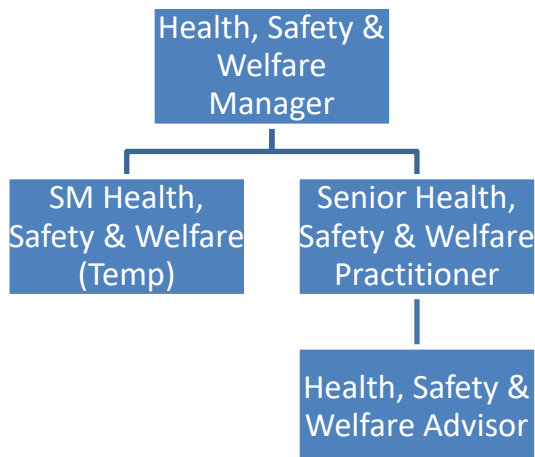 Health, Safety &
Welfare
Manager
SM Health,
Safety & Welfare
(Temp)
Senior Health,
Safety & Welfare
Practitioner
Health, Safety &
Welfare Advisor